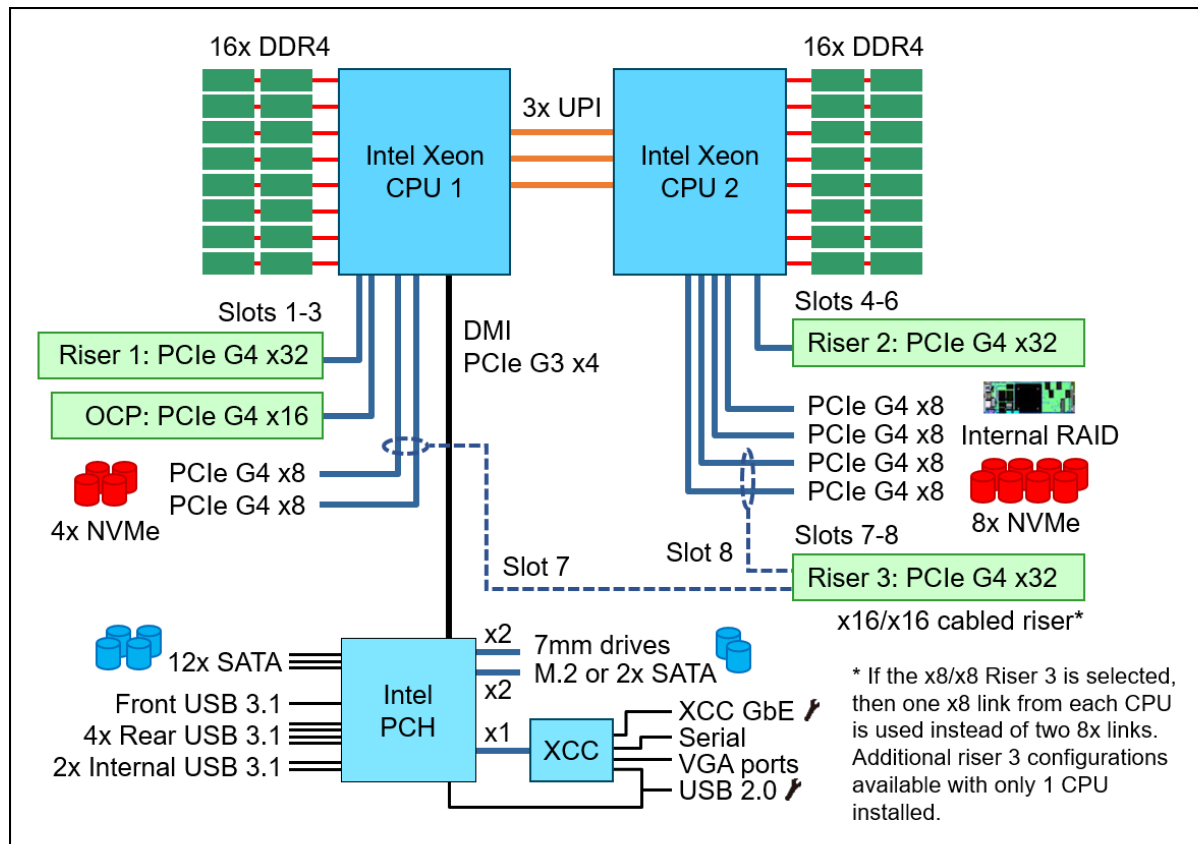 16x DDR4
16x DDR4
3x UPI
Intel Xeon
CPU 1
Intel Xeon
CPU 2
Slots 1-3
Riser 1: PCIe G4 x32
OCP: PCIe G4 x16
DMI
PCIe G3 x4
Slots 4-6
Riser 2: PCIe G4 x32
PCIe G4 x8
PCIe G4 x8
4x NVMe
PCIe G4 x8
PCIe G4 x8
PCIe G4 x8
PCIe G4 x8
Internal RAID
8x NVMe
Slot 7
Slot 8
Slots 7-8
Riser 3: PCIe G4 x32
x16/x16 cabled riser*
12x SATA
Front USB 3.1
4x Rear USB 3.1
2x Internal USB 3.1
Intel
PCH
x2
7mm drives
M.2 or 2x SATA
x2
x1
XCC
XCC GbE
Serial
VGA ports
USB 2.0
* If the x8/x8 Riser 3 is selected,
then one x8 link from each CPU
is used instead of two 8x links.
Additional riser 3 configurations
available with only 1 CPU
installed.